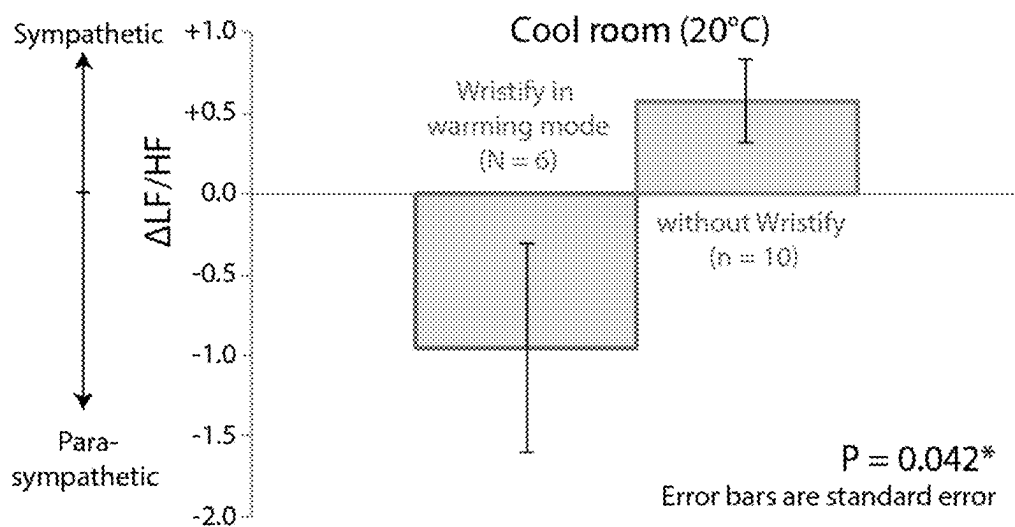 Cool room (20°C)
Sympathetic
+1.0
+0.5
0.0
-0.5
-1.0
-1.5
-2.0
ΔLF/HF
Para-
sympathetic
Wristify in
warming mode
(N = 6)
without Wristify
(n = 10)
P = 0.042*
Error bars are standard error